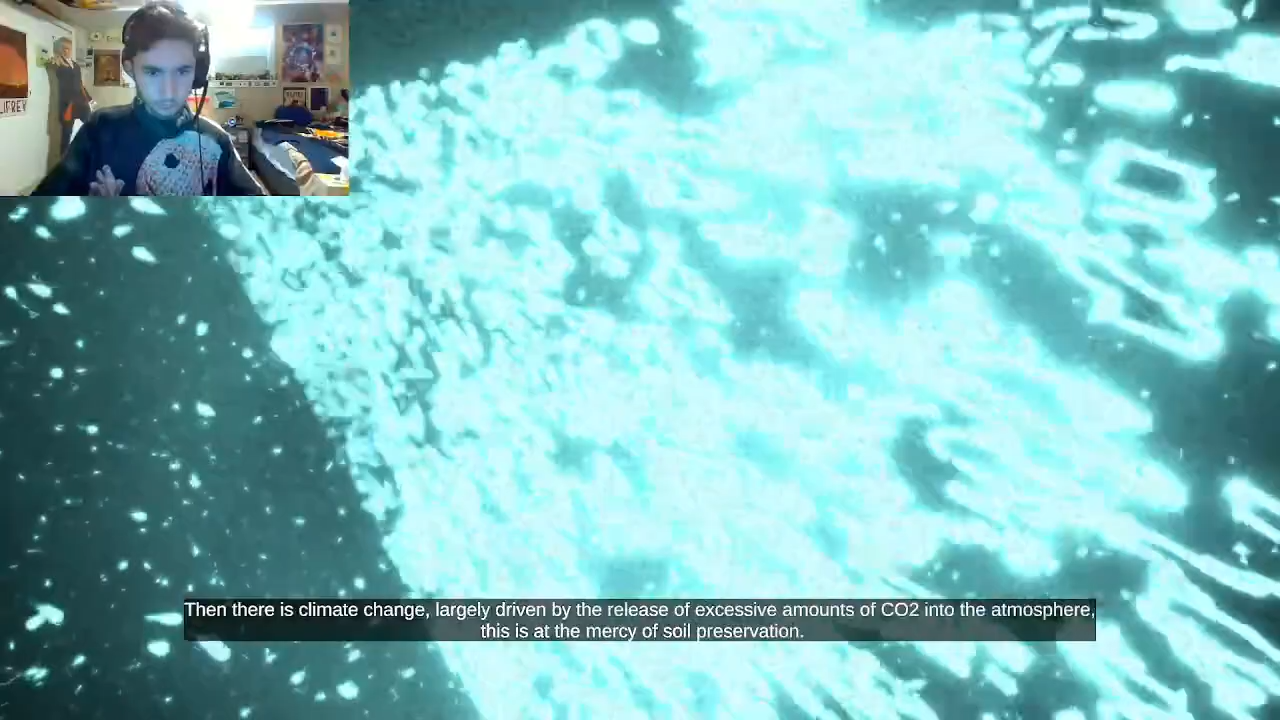 LIFREY
Then there is climate change, largely driven by the release of excessive amounts of CO2 into the atmosphere,
this is at the mercy of soil preservation.